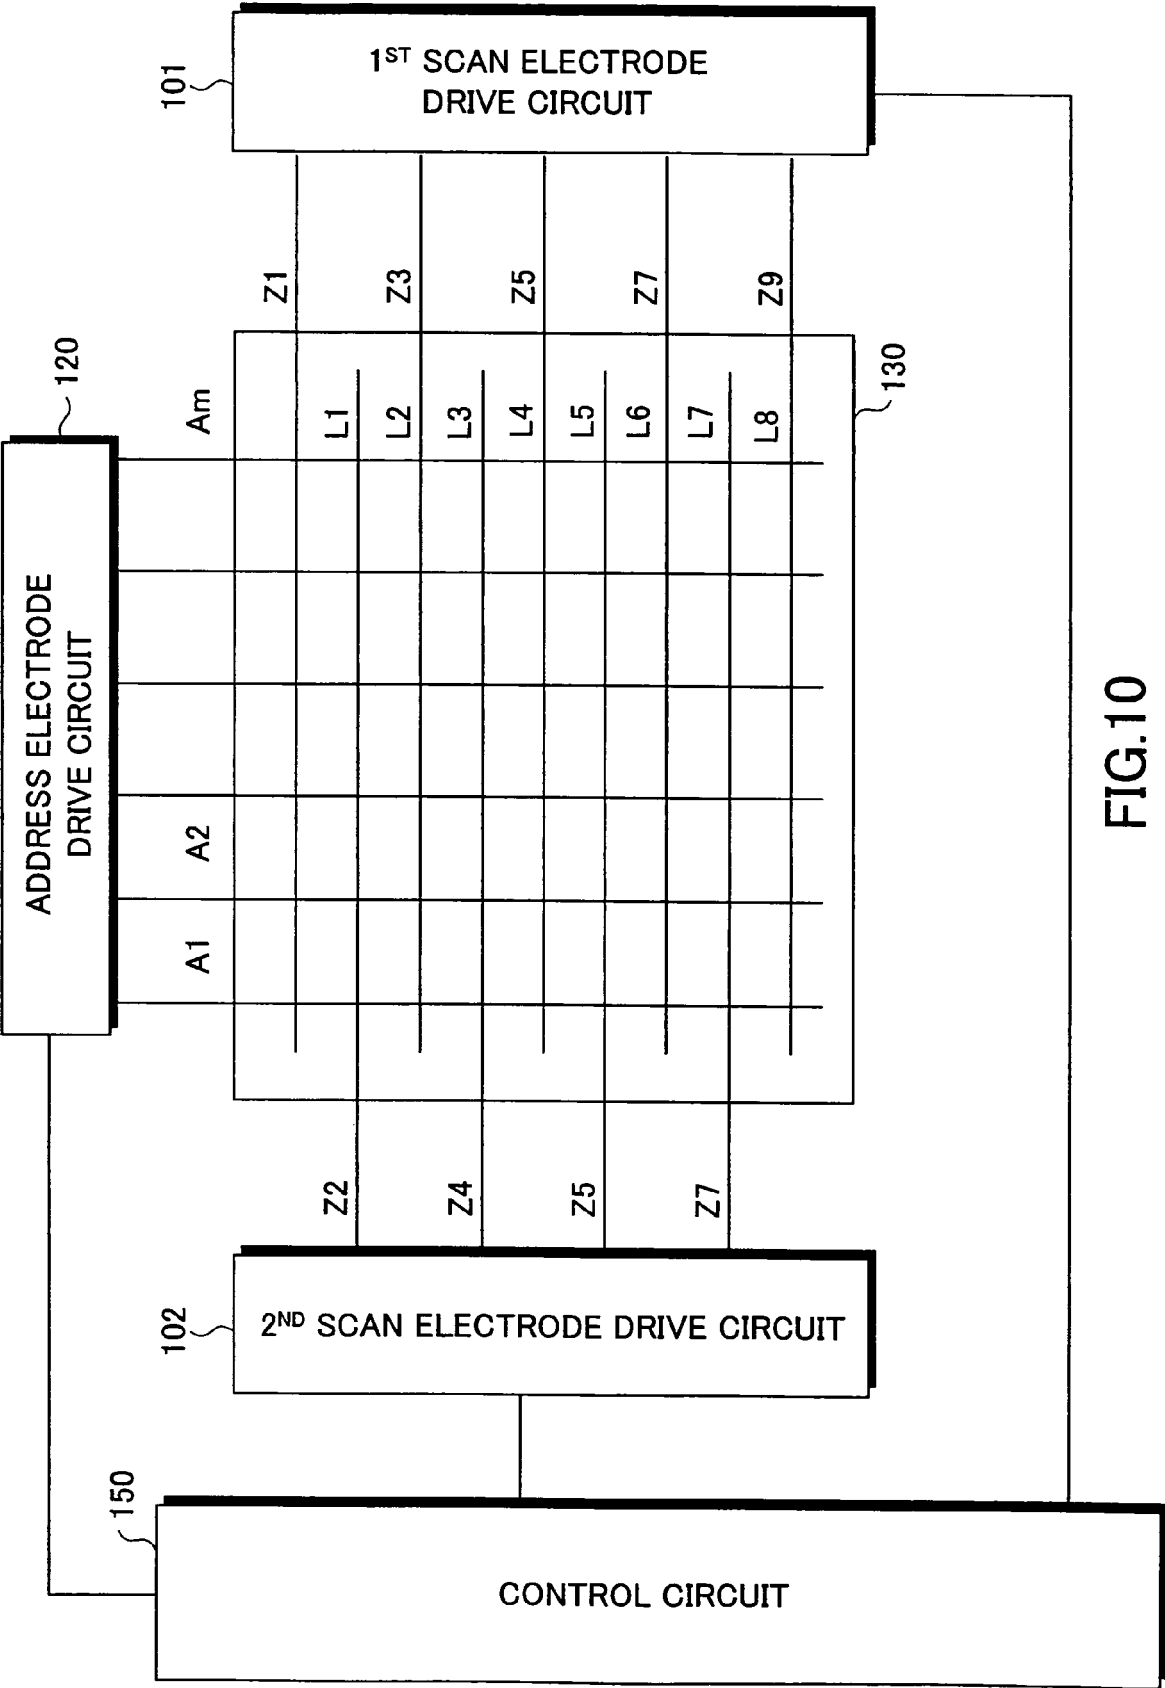 1ST SCAN ELECTRODE
DRIVE CIRCUIT
101
Z1
Z3
Z5
Z7
Z9
120
ADDRESS ELECTRODE
DRIVE CIRCUIT
Am
A2
A1
L1
L2
L3
L4
L5
L6
L7
L8
130
Z2
Z4
Z5
Z7
102
2ND SCAN ELECTRODE DRIVE CIRCUIT
150
CONTROL CIRCUIT
FIG.10